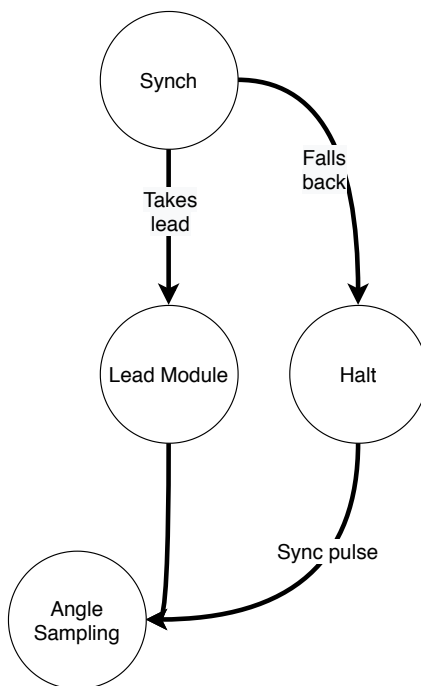 Synch
Falls
back
Takes
lead
Lead Module
Halt
Sync pulse
Angle
Sampling